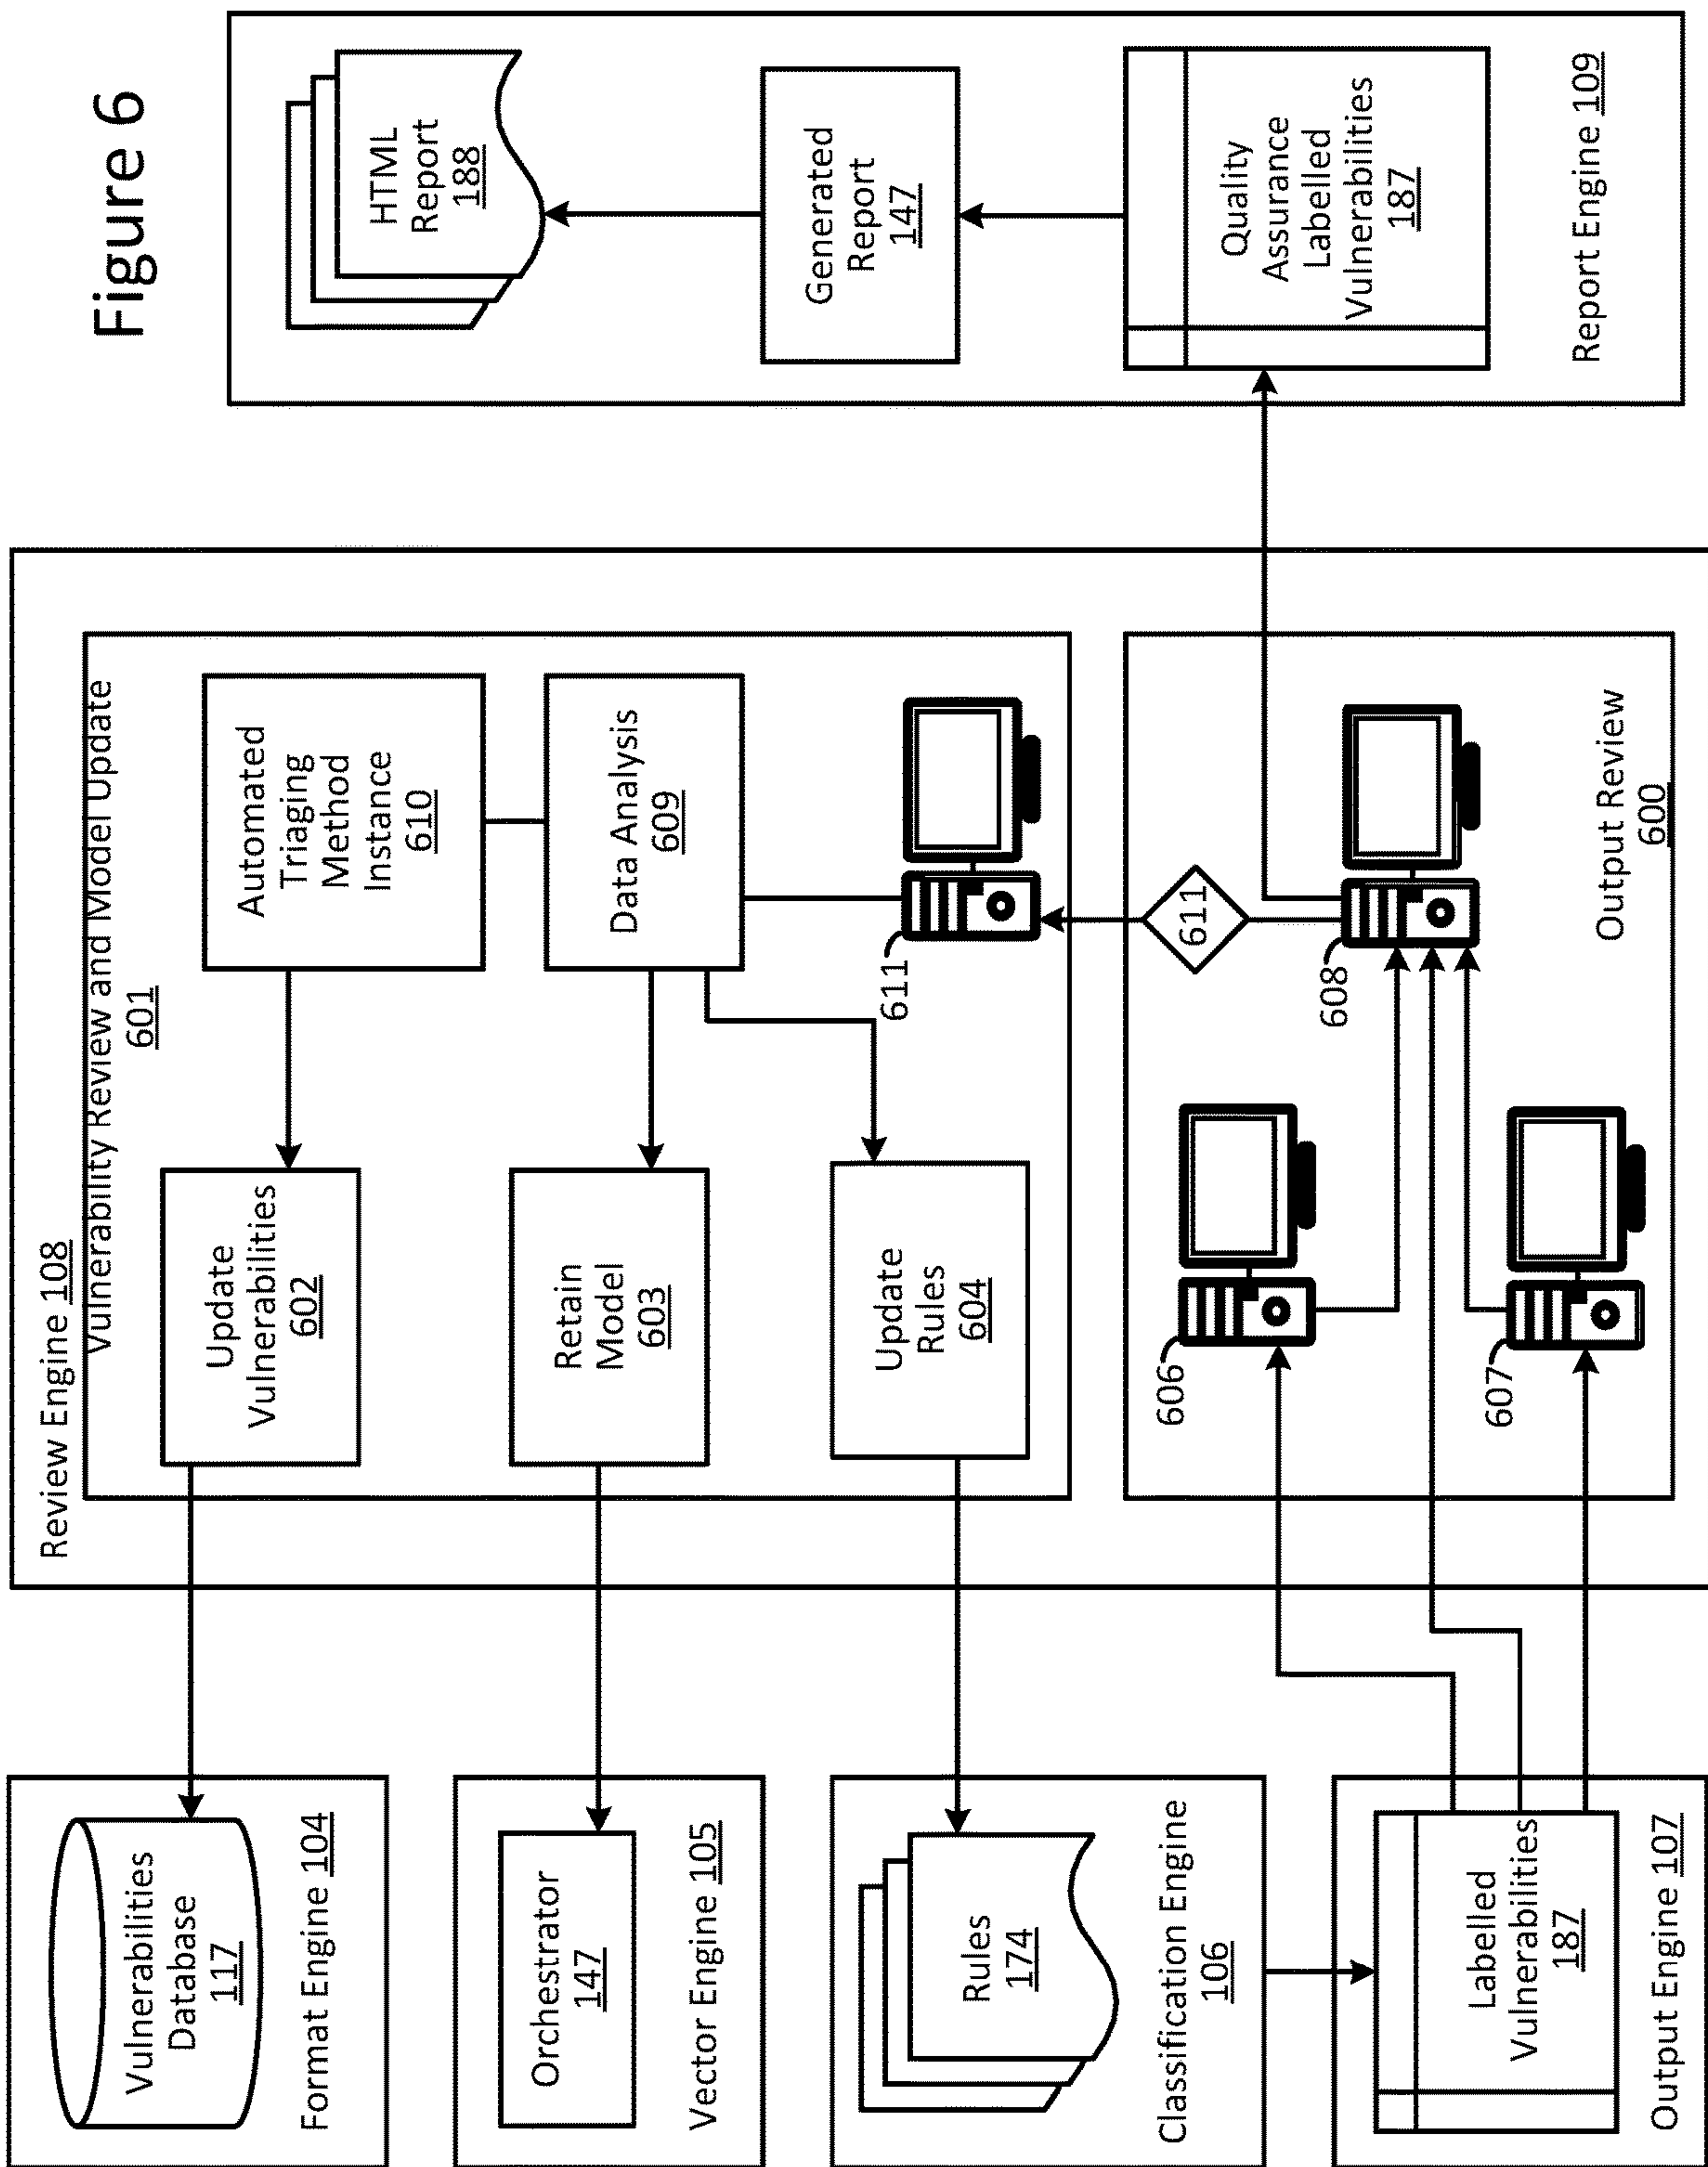 Figure 6
Review Engine 108
Vulnerability Review and Model Update
601
Vulnerabilities
Database
117
Format Engine 104
Update
Vulnerabilities
602
Automated
Triaging
Method
Instance
610
HTML
Report
188
Orchestrator
147
Vector Engine 105
Retain
Model
603
Data Analysis
609
Generated
Report
147
Rules
174
Classification Engine
106
Update
Rules
604
611
611
Quality
Assurance
Labelled
Vulnerabilities
187
Report Engine 109
Labelled
Vulnerabilities
187
Output Engine 107
606
607
608
Output Review
600